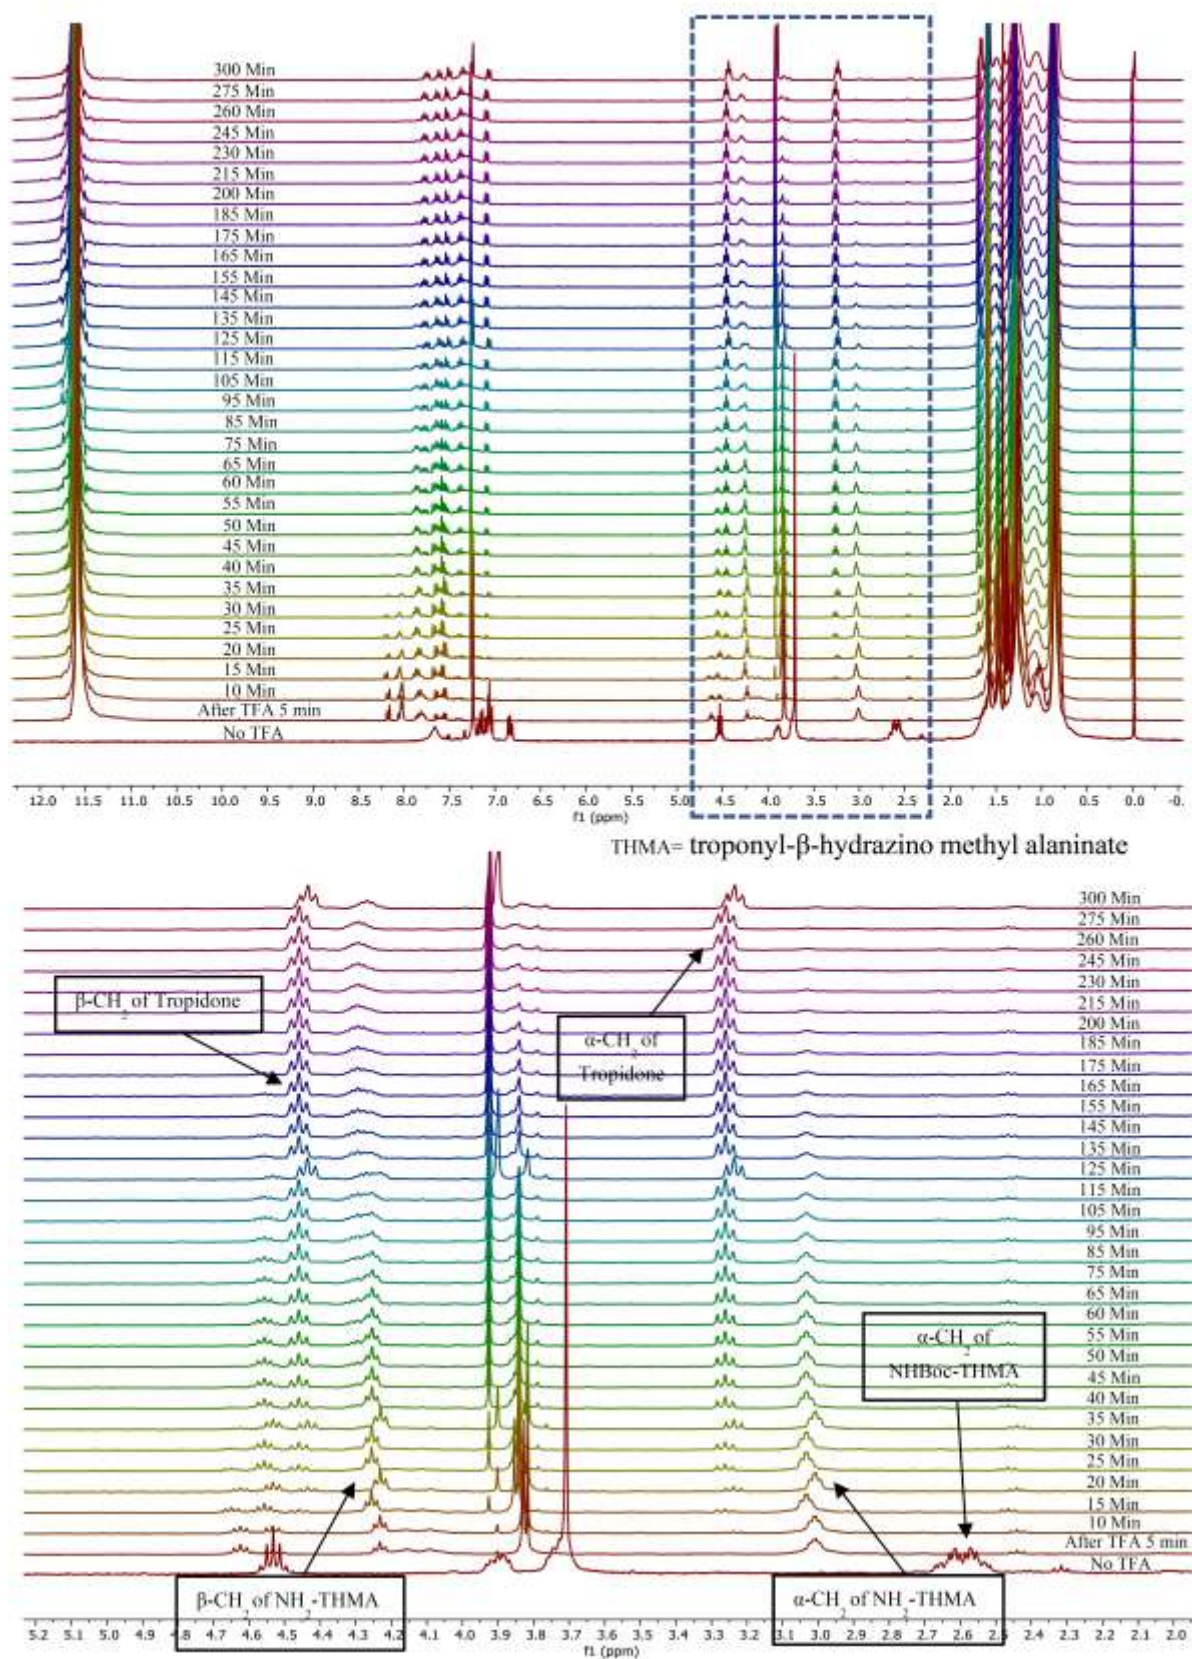 300 Min
275 Min
260 Min
245 Min
230 Min
215 Min
200 Min
185 Min
175 Min
165 Min
155 Min
145 Min
135 Min
125 Min
115 Min
105 Min
95 Min
85 Min
75 Min
65 Min
60 Min
55 Min
50 Min
45 Min
40 Min
35 Min
30 Min
25 Min
20 Min
15 Min
10 Min
After TFA 5 min
No TFA
12.0 11.5 11.0 10.5 10.0 9.5 9.0 8.5 8.0 7.5 7.0 6.5 6.0 5.5 5.0 4.5 4.0 3.5 3.0 2.5 2.0 1.5 1.0 0.5 0.0 -0.
f1 (ppm)
THMA= troponyl-β-hydrazino methyl alaninate
300 Min
275 Min
260 Min
245 Min
230 Min
215 Min
200 Min
185 Min
175 Min
165 Min
155 Min
145 Min
135 Min
125 Min
115 Min
105 Min
95 Min
85 Min
75 Min
65 Min
60 Min
55 Min
50 Min
45 Min
40 Min
35 Min
30 Min
25 Min
20 Min
15 Min
10 Min
After TFA 5 min
No TFA
β-CH₂ of Tropidone
α-CH₂ of
Tropidone
α-CH₂ of
NHBoc-THMA
β-CH₂ of NH₂-THMA
α-CH₂ of NH₂-THMA
5.2 5.1 5.0 4.9 4.8 4.7 4.6 4.5 4.4 4.3 4.2 4.1 4.0 3.9 3.8 3.7 3.6 3.5 3.4 3.3 3.2 3.1 3.0 2.9 2.8 2.7 2.6 2.5 2.4 2.3 2.2 2.1 2.0
f1 (ppm)